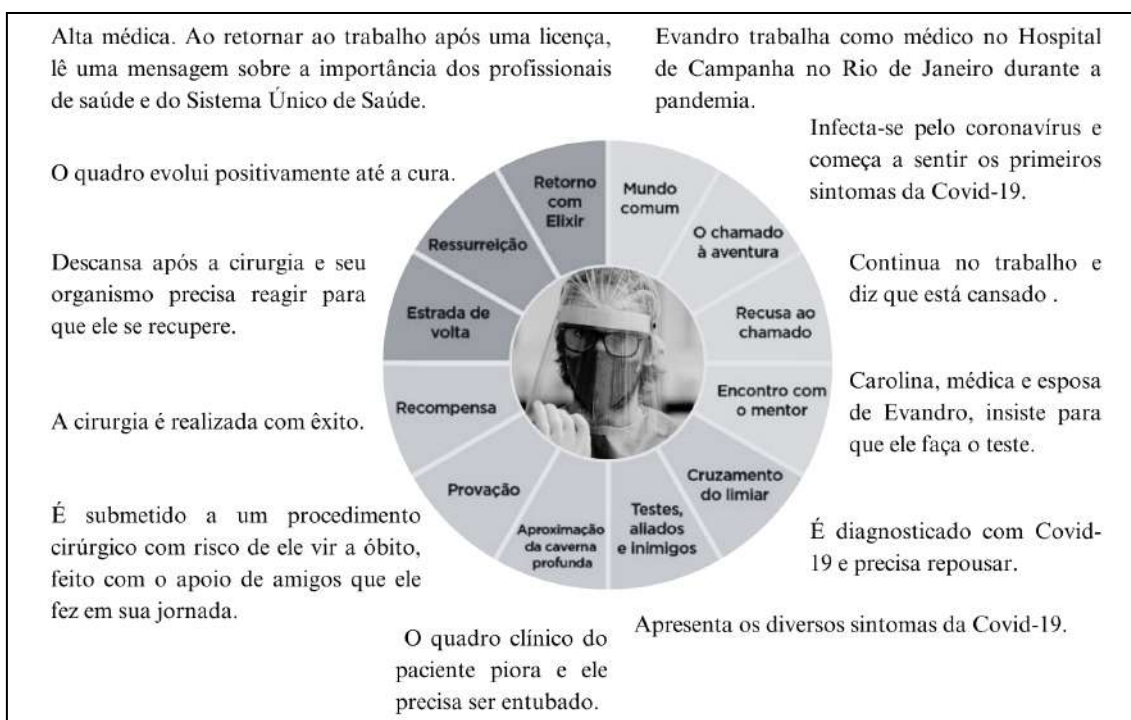 Alta médica. Ao retornar ao trabalho após uma licença,
lê uma mensagem sobre a importância dos profissionais
de saúde e do Sistema Único de Saúde.
Evandro trabalha como médico no Hospital
de Campanha no Rio de Janeiro durante a
pandemia.
Infecta-se pelo coronavírus e
começa a sentir os primeiros
sintomas da Covid-19.
O quadro evolui positivamente até a cura.
Retorno
com
Elixir
Mundo
comum
Ressurreição
O chamado
à aventura
Descansa após a cirurgia e seu
organismo precisa reagir para
que ele se recupere.
Continua no trabalho e
diz que está cansado .
Estrada de
volta
Recusa ao
chamado
Carolina, médica e esposa
de Evandro, insiste para
que ele faça o teste.
Recompensa
Encontro com
o mentor
A cirurgia é realizada com êxito.
Provação
Cruzamento
do limiar
Aproximação
da caverna
profunda
Testes,
aliados
e inimigos
É submetido a um procedimento
cirúrgico com risco de ele vir a óbito,
feito com o apoio de amigos que ele
fez em sua jornada.
É diagnosticado com Covid-
19 e precisa repousar.
Apresenta os diversos sintomas da Covid-19.
O quadro clínico do
paciente piora e ele
precisa ser entubado.